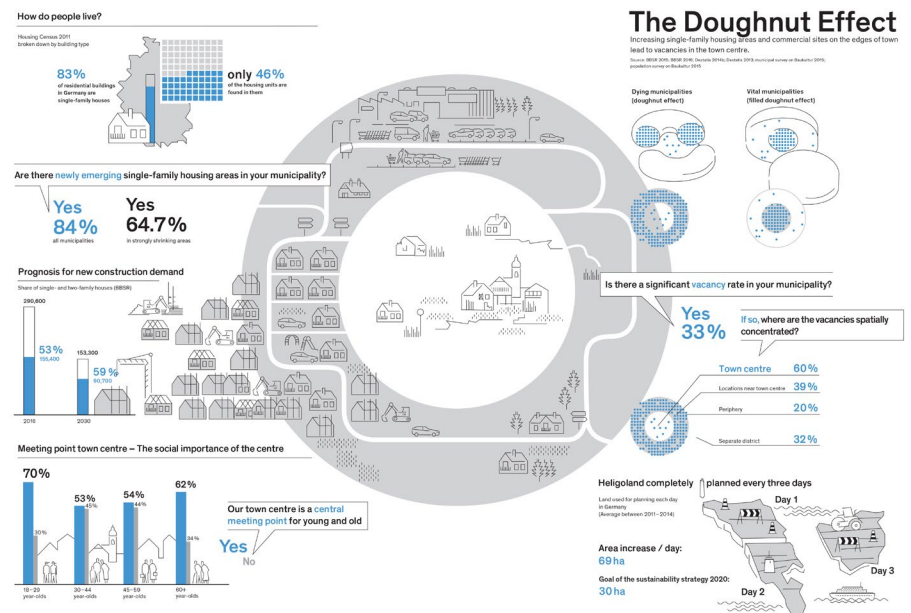 How do people live?
Housing Census 2011
broken down by building type
83%
of residential buildings
in Germany are
single-family houses
only 46%
of the housing units are
found in them
The Doughnut Effect
Increasing single-family housing areas and commercial sites on the edges of town
lead to vacancies in the town centre.
population survey on Baukultur 2015
Dying municipalities
(doughnut effect)
Vital municipalities
(filled doughnut effect)
Are there newly emerging single-family housing areas in your municipality?
Yes
84%
all municipalities
Yes
64.7%
in strongly shrinking areas
Prognosis for new construction demand
Share of single- and two-family houses (BBSR)
290,600
53%
155,400
153,300
59%
90,700
2015
2030
Is there a significant vacancy rate in your municipality?
Yes
33%
If so, where are the vacancies spatially
concentrated?
Town centre 60%
Locations near town centre 39%
Periphery 20%
Separate district 32%
Meeting point town centre – The social importance of the centre
70%
30%
53%
45%
54%
44%
62%
34%
18–29
year-olds
30–44
year-olds
45–59
year-olds
60+
year-olds
Our town centre is a central
meeting point for young and old
Yes
No
Heligoland completely planned every three days
Land used for planning each day
in Germany
(Average between 2011–2014)
Area increase / day:
69 ha
Goal of the sustainability strategy 2020:
30 ha
Day 1
Day 2
Day 3